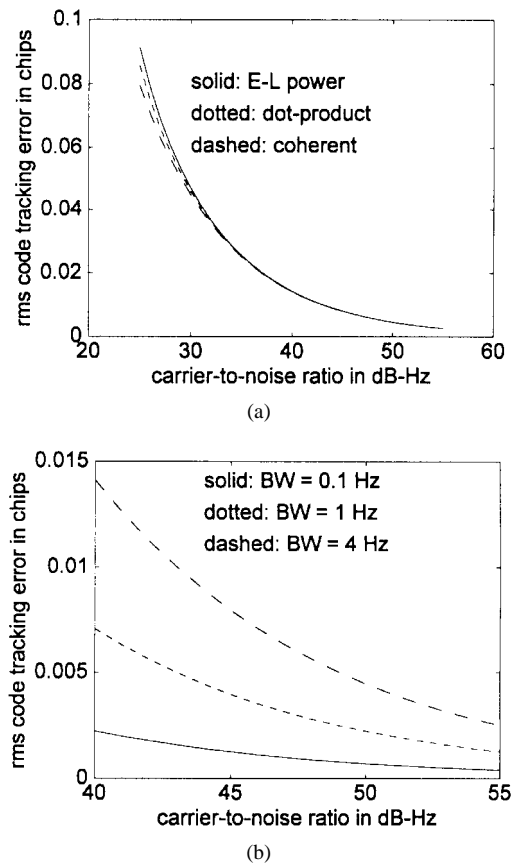 0.1
0.08
0.06
0.04
0.02
0
rms code tracking error in chips
solid: E-L power
dotted: dot-product
dashed: coherent
20 30 40 50 60
carrier-to-noise ratio in dB-Hz
(a)
0.015
0.01
0.005
0
rms code tracking error in chips
solid: BW = 0.1 Hz
dotted: BW = 1 Hz
dashed: BW = 4 Hz
40 45 50 55
carrier-to-noise ratio in dB-Hz
(b)